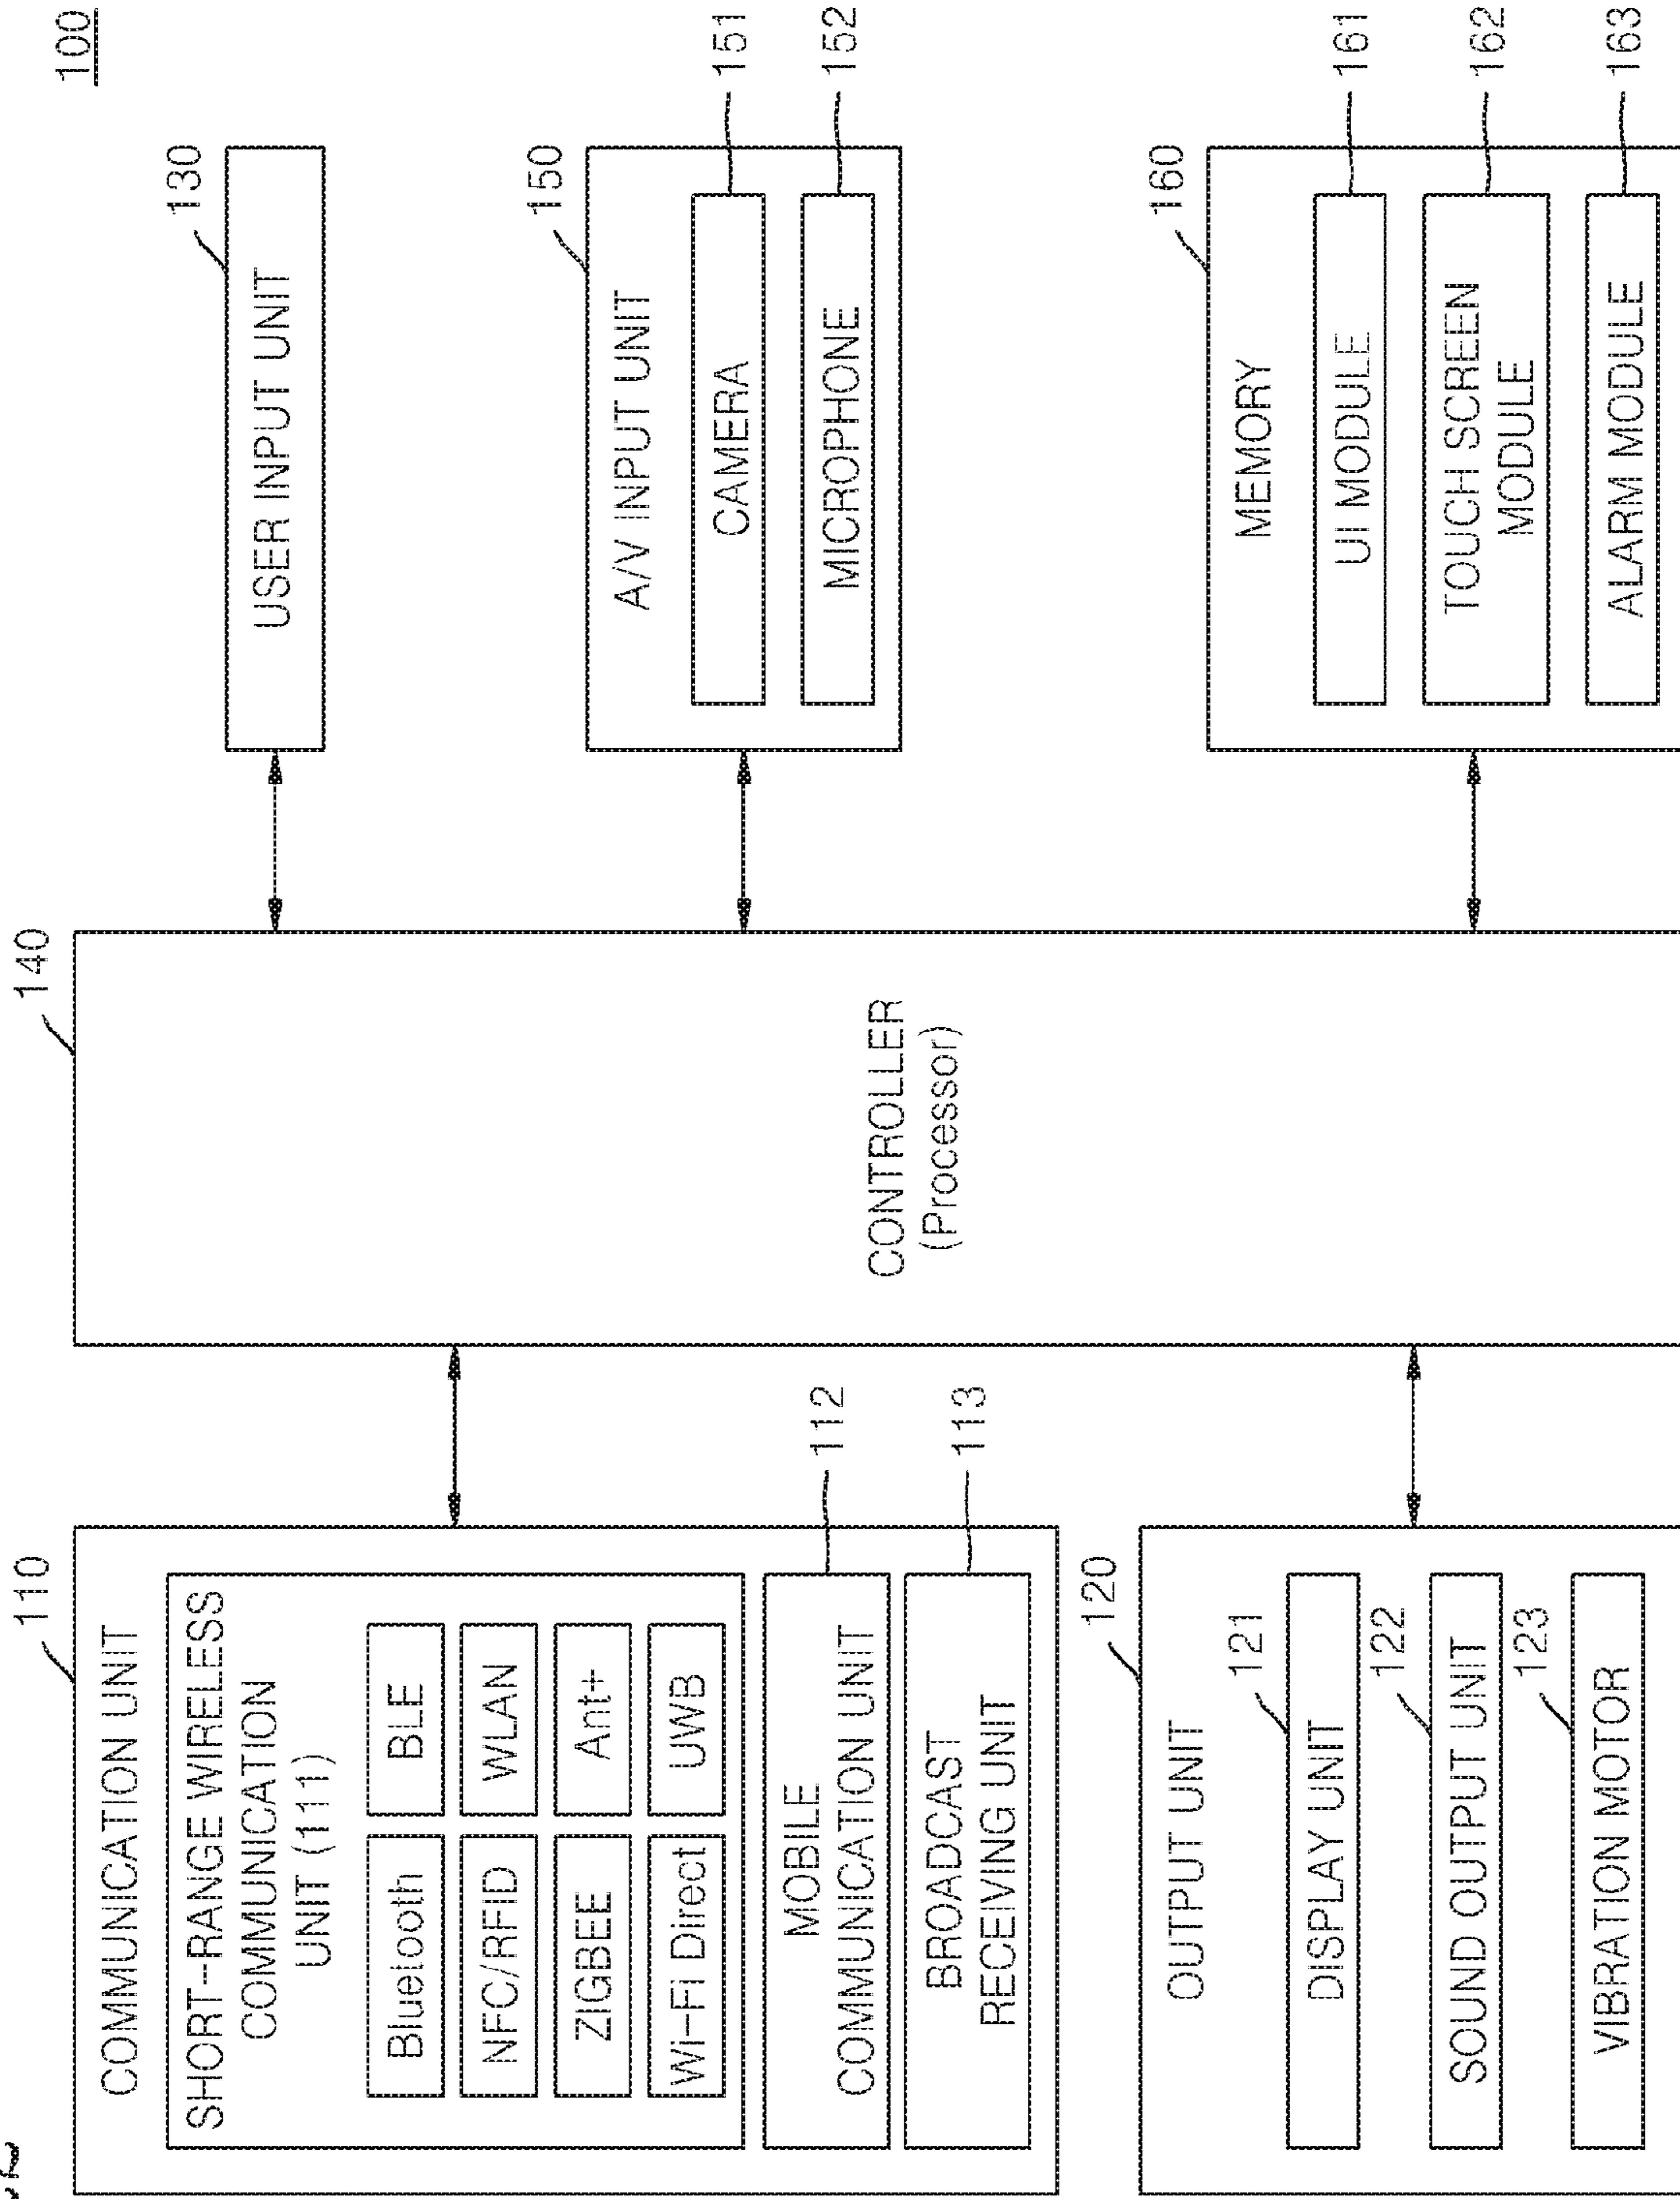 100
110
COMMUNICATION UNIT
SHORT-RANGE WIRELESS
COMMUNICATION
UNIT (111)
Bluetooth
BLE
NFC/RFID
WLAN
ZIGBEE
Ant+
Wi-Fi Direct
UWB
MOBILE
COMMUNICATION UNIT
112
BROADCAST
RECEIVING UNIT
113
120
OUTPUT UNIT
121
DISPLAY UNIT
122
SOUND OUTPUT UNIT
123
VIBRATION MOTOR
140
CONTROLLER
(Processor)
130
USER INPUT UNIT
150
A/V INPUT UNIT
CAMERA
151
MICROPHONE
152
160
MEMORY
UI MODULE
161
TOUCH SCREEN
MODULE
162
ALARM MODULE
163